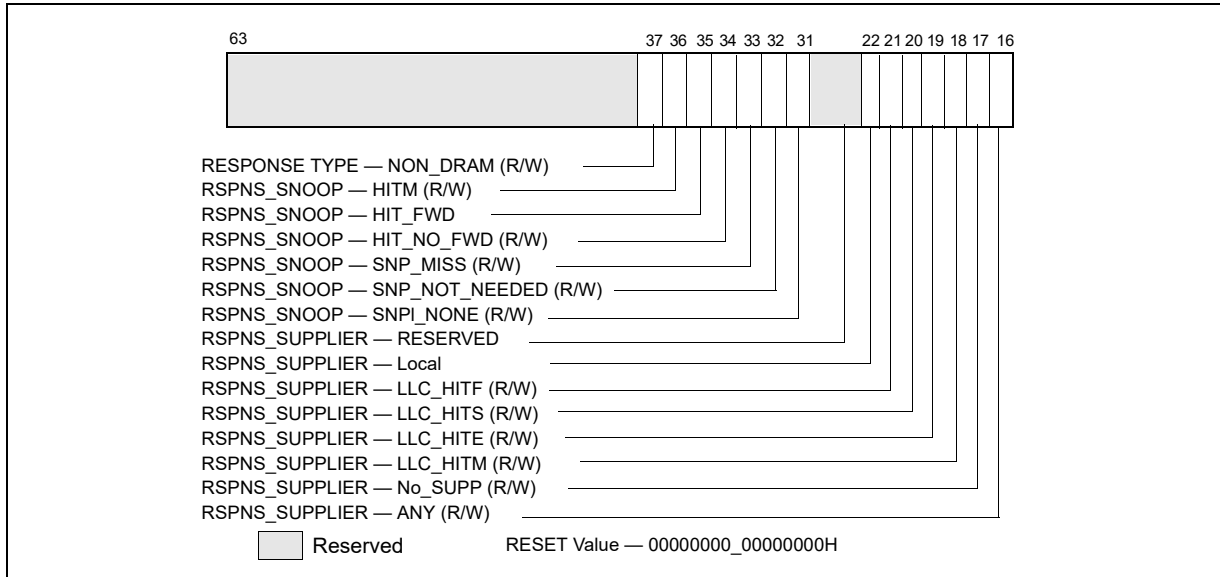 63 37 36 35 34 33 32 31 22 21 20 19 18 17 16
RESPONSE TYPE — NON_DRAM (R/W)
RSPNS_SNOOP — HITM (R/W)
RSPNS_SNOOP — HIT_FWD
RSPNS_SNOOP — HIT_NO_FWD (R/W)
RSPNS_SNOOP — SNP_MISS (R/W)
RSPNS_SNOOP — SNP_NOT_NEEDED (R/W)
RSPNS_SNOOP — SNPI_NONE (R/W)
RSPNS_SUPPLIER — RESERVED
RSPNS_SUPPLIER — Local
RSPNS_SUPPLIER — LLC_HITF (R/W)
RSPNS_SUPPLIER — LLC_HITS (R/W)
RSPNS_SUPPLIER — LLC_HITE (R/W)
RSPNS_SUPPLIER — LLC_HITM (R/W)
RSPNS_SUPPLIER — No_SUPP (R/W)
RSPNS_SUPPLIER — ANY (R/W)
Reserved RESET Value — 00000000_00000000H